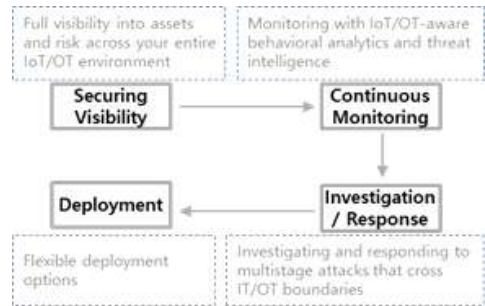 Full visibility into assets
and risk across your entire
IoT/OT environment
Monitoring with IoT/OT-aware
behavioral analytics and threat
intelligence
Securing
Visibility
Continuous
Monitoring
Deployment
Investigation
/ Response
Flexible deployment
options
Investigating and responding to
multistage attacks that cross
IT/OT boundaries